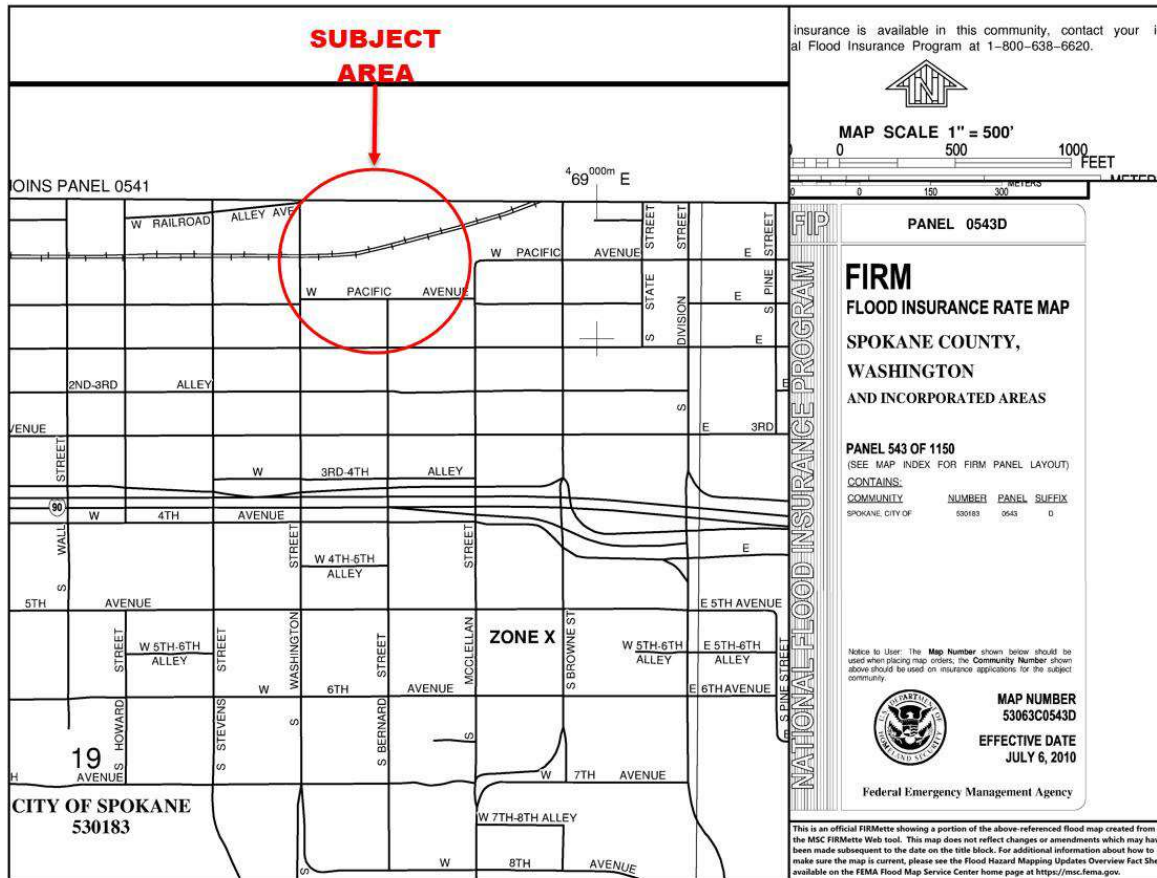 SUBJECT
AREA
insurance is available in this community, contact your
al Flood Insurance Program at 1-800-638-6620.
N
MAP SCALE 1" = 500'
0 500 1000
FEET
METERS
0 150 300
METERS
JOINS PANEL 0541
469000m E
W RAILROAD ALLEY AVE
W PACIFIC AVENUE E
W PACIFIC AVENUE E
S STATE STREET
S DIVISION STREET
S PINE STREET
E
2ND-3RD ALLEY E
AVENUE E 3RD
W 3RD-4TH ALLEY
90
W 4TH AVENUE
E
S WALL STREET
W 4TH-5TH
ALLEY
5TH AVENUE E 5TH AVENUE
ZONE X
W 5TH-6TH
ALLEY
W 5TH-6TH
ALLEY
E 5TH-6TH
ALLEY
W 6TH AVENUE E 6TH AVENUE
S HOWARD STREET
S STEVENS STREET
S WASHINGTON STREET
S BERNARD STREET
S MCCLELLAN STREET
S BROWNE ST
S PINE STREET
E
19
H AVENUE W 7TH AVENUE
CITY OF SPOKANE
530183
W 7TH-8TH ALLEY
S W 8TH AVENUE
NFIP
NATIONAL FLOOD INSURANCE PROGRAM
PANEL 0543D
FIRM
FLOOD INSURANCE RATE MAP
SPOKANE COUNTY,
WASHINGTON
AND INCORPORATED AREAS
PANEL 543 OF 1150
(SEE MAP INDEX FOR FIRM PANEL LAYOUT)
CONTAINS:
COMMUNITY NUMBER PANEL SUFFIX
SPOKANE, CITY OF 530183 0543 D
Notice to User: The Map Number shown below should be
used when placing map orders; the Community Number shown
above should be used on insurance applications for the subject
community.
U.S. DEPARTMENT OF
HOMELAND SECURITY
MAP NUMBER
53063C0543D
EFFECTIVE DATE
JULY 6, 2010
Federal Emergency Management Agency
This is an official FIRMette showing a portion of the above-referenced flood map created from
the MSC FIRMette Web tool. This map does not reflect changes or amendments which may hav
been made subsequent to the date on the title block. For additional information about how to
make sure the map is current, please see the Flood Hazard Mapping Updates Overview Fact She
available on the FEMA Flood Map Service Center home page at https://msc.fema.gov.